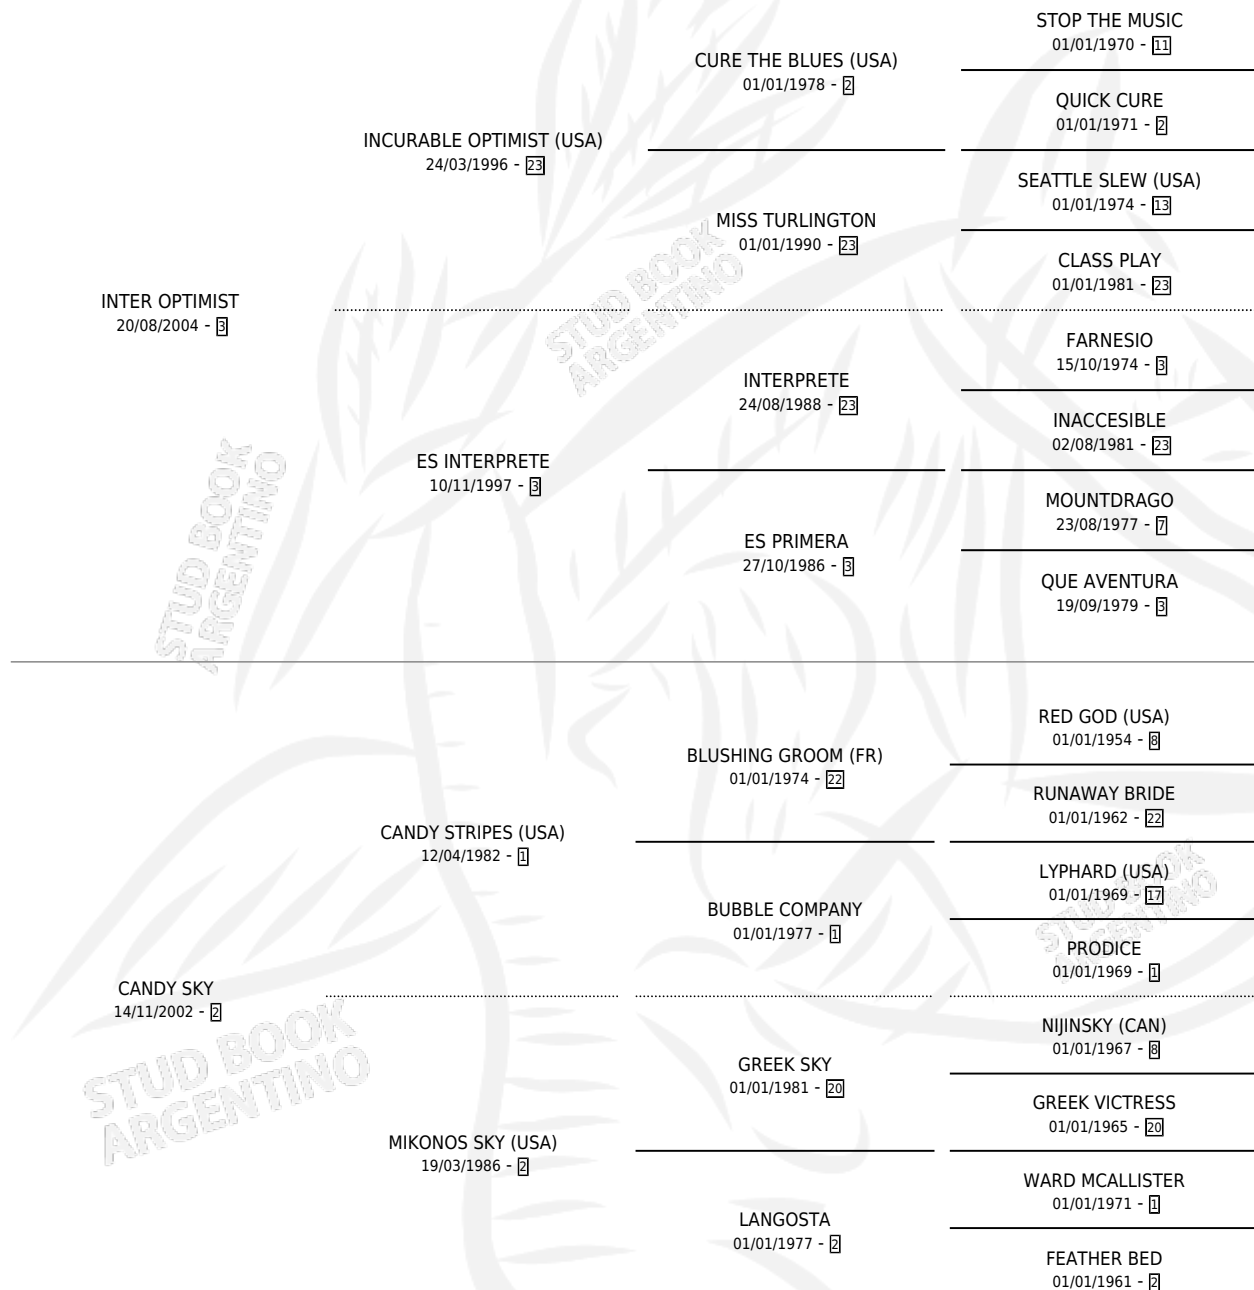 STOP THE MUSIC
01/01/1970 - 11
CURE THE BLUES (USA)
01/01/1978 - 2
QUICK CURE
01/01/1971 - 2
INCURABLE OPTIMIST (USA)
24/03/1996 - 23
SEATTLE SLEW (USA)
01/01/1974 - 13
MISS TURLINGTON
01/01/1990 - 23
CLASS PLAY
01/01/1981 - 23
INTER OPTIMIST
20/08/2004 - 3
FARNESIO
15/10/1974 - 3
INTERPRETE
24/08/1988 - 23
INACCESIBLE
02/08/1981 - 23
ES INTERPRETE
10/11/1997 - 3
MOUNTDRAGO
23/08/1977 - 7
ES PRIMERA
27/10/1986 - 3
QUE AVENTURA
19/09/1979 - 3
RED GOD (USA)
01/01/1954 - 8
BLUSHING GROOM (FR)
01/01/1974 - 22
RUNAWAY BRIDE
01/01/1962 - 22
CANDY STRIPES (USA)
12/04/1982 - 1
LYPHARD (USA)
01/01/1969 - 17
BUBBLE COMPANY
01/01/1977 - 1
PRODICE
01/01/1969 - 1
CANDY SKY
14/11/2002 - 2
NIJINSKY (CAN)
01/01/1967 - 8
GREEK SKY
01/01/1981 - 20
GREEK VICTRESS
01/01/1965 - 20
MIKONOS SKY (USA)
19/03/1986 - 2
WARD MCALLISTER
01/01/1971 - 1
LANGOSTA
01/01/1977 - 2
FEATHER BED
01/01/1961 - 2
STUD BOOK
ARGENTINO
STUD BOOK
ARGENTINO
STUD BOOK
ARGENTINO
STUD BOOK
ARGENTINO